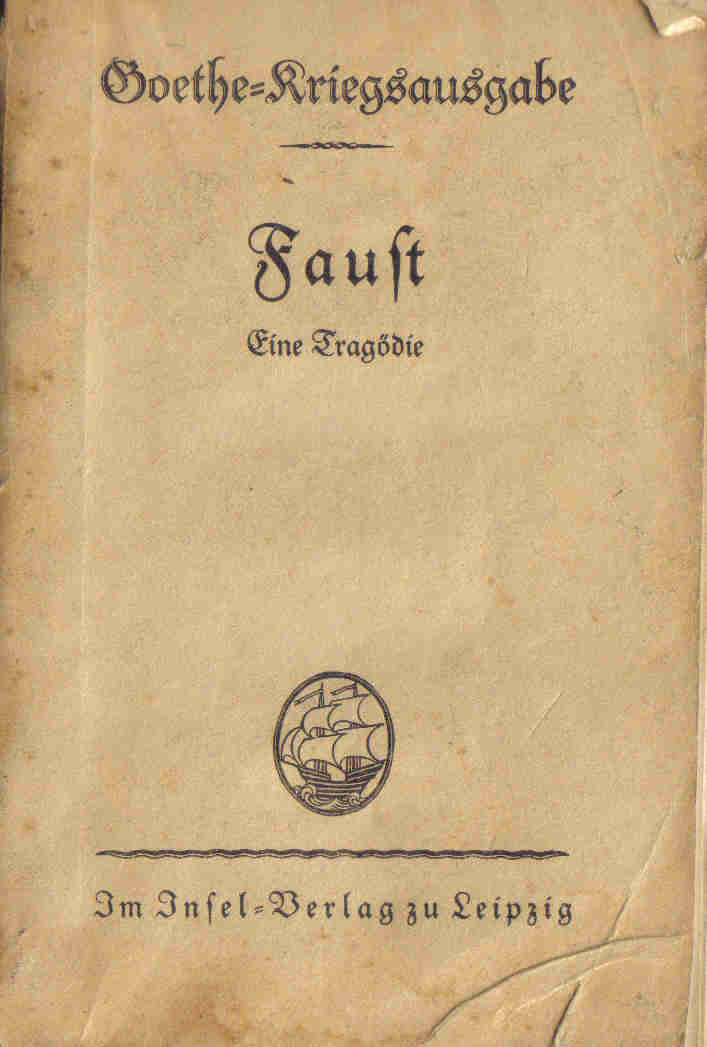 Goethe=Kriegsausgabe
Fauſt
Eine Tragödie
Im Inſel=Verlag zu Leipzig